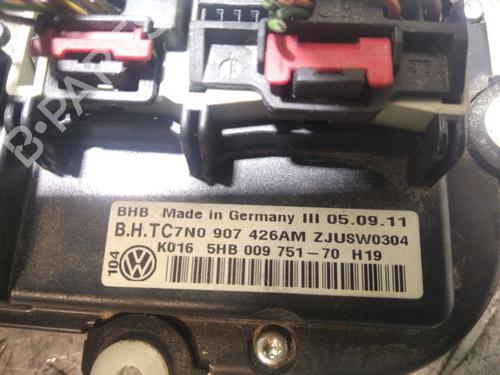 B-PARTS
BHB Made in Germany III 05.09.11
B.H.TC7N0 907 426AM ZJUSW0304
K016 5HB 009 751-70 H19
104